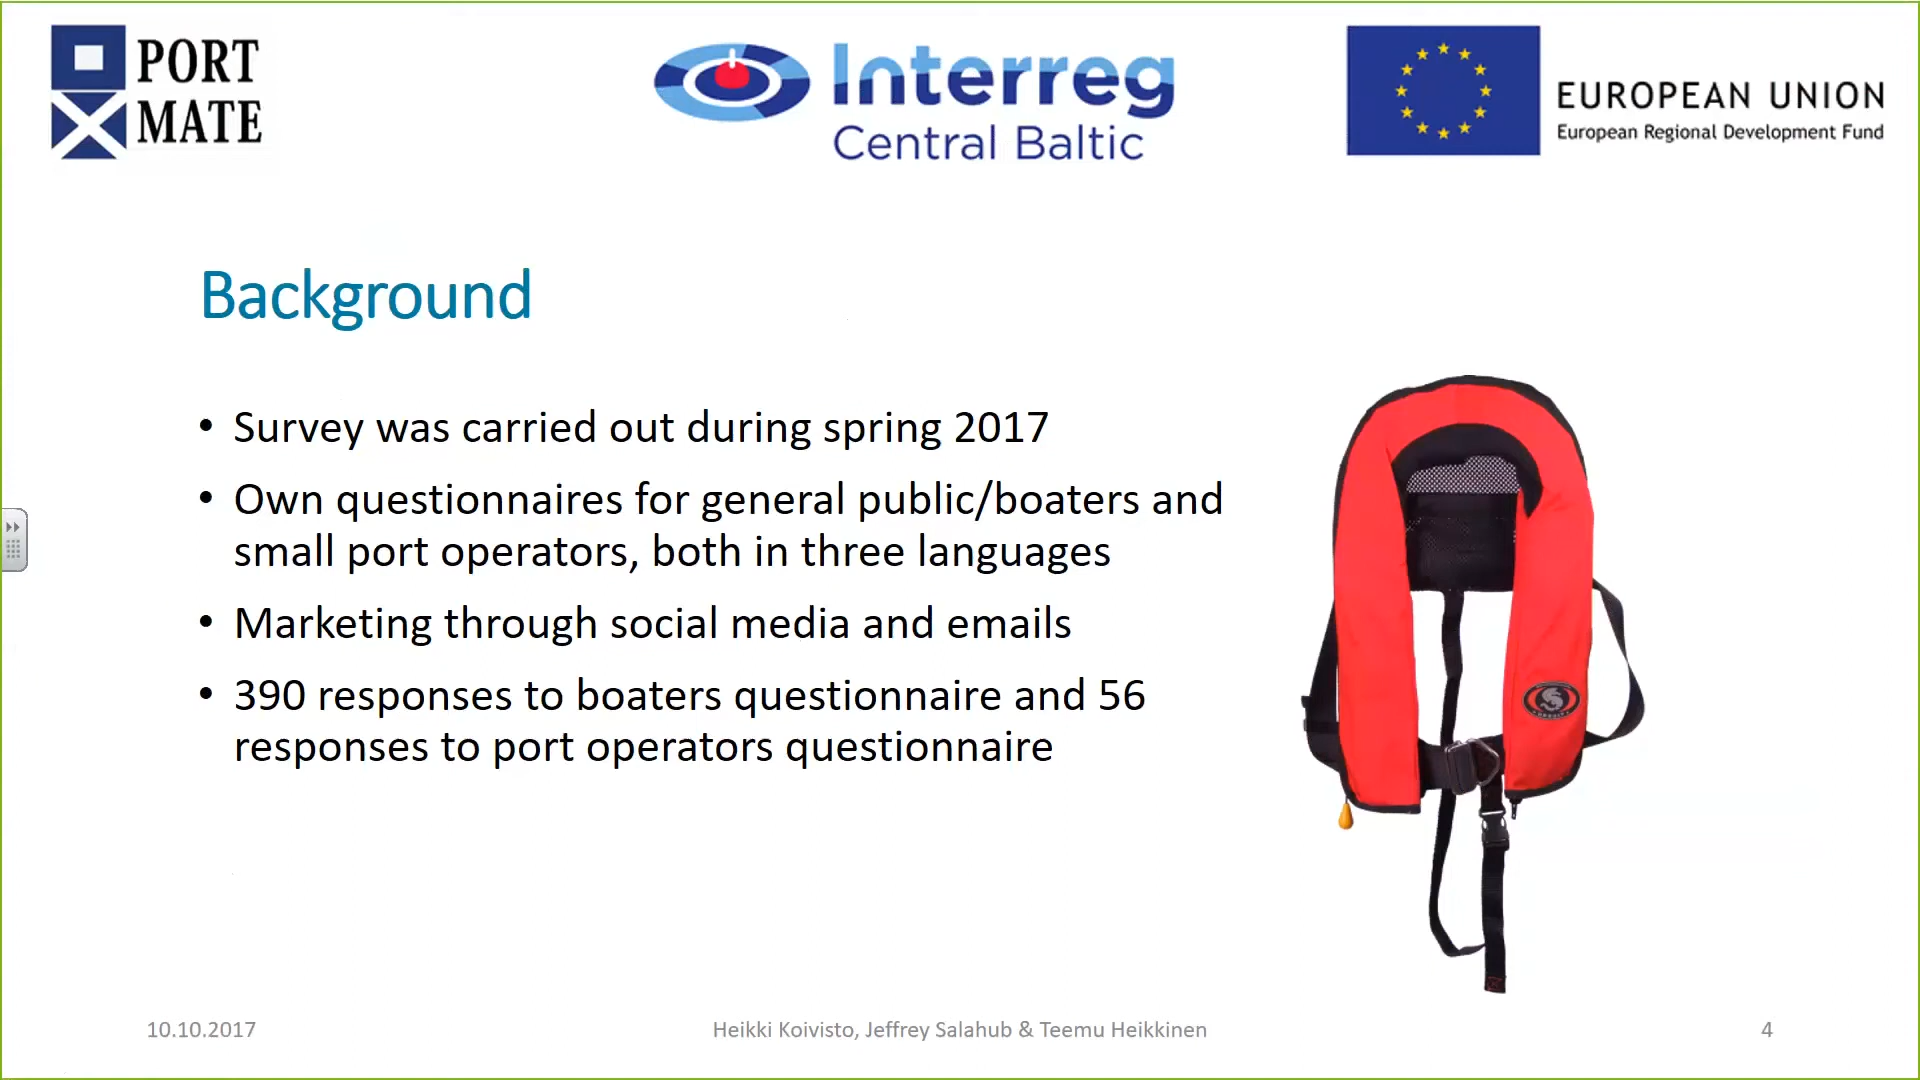 PORT
MATE
Interreg
Central Baltic
EUROPEAN UNION
European Regional Development Fund
Background
• Survey was carried out during spring 2017
• Own questionnaires for general public/boaters and
small port operators, both in three languages
• Marketing through social media and emails
• 390 responses to boaters questionnaire and 56
responses to port operators questionnaire
10.10.2017
Heikki Koivisto, Jeffrey Salahub & Teemu Heikkinen
4